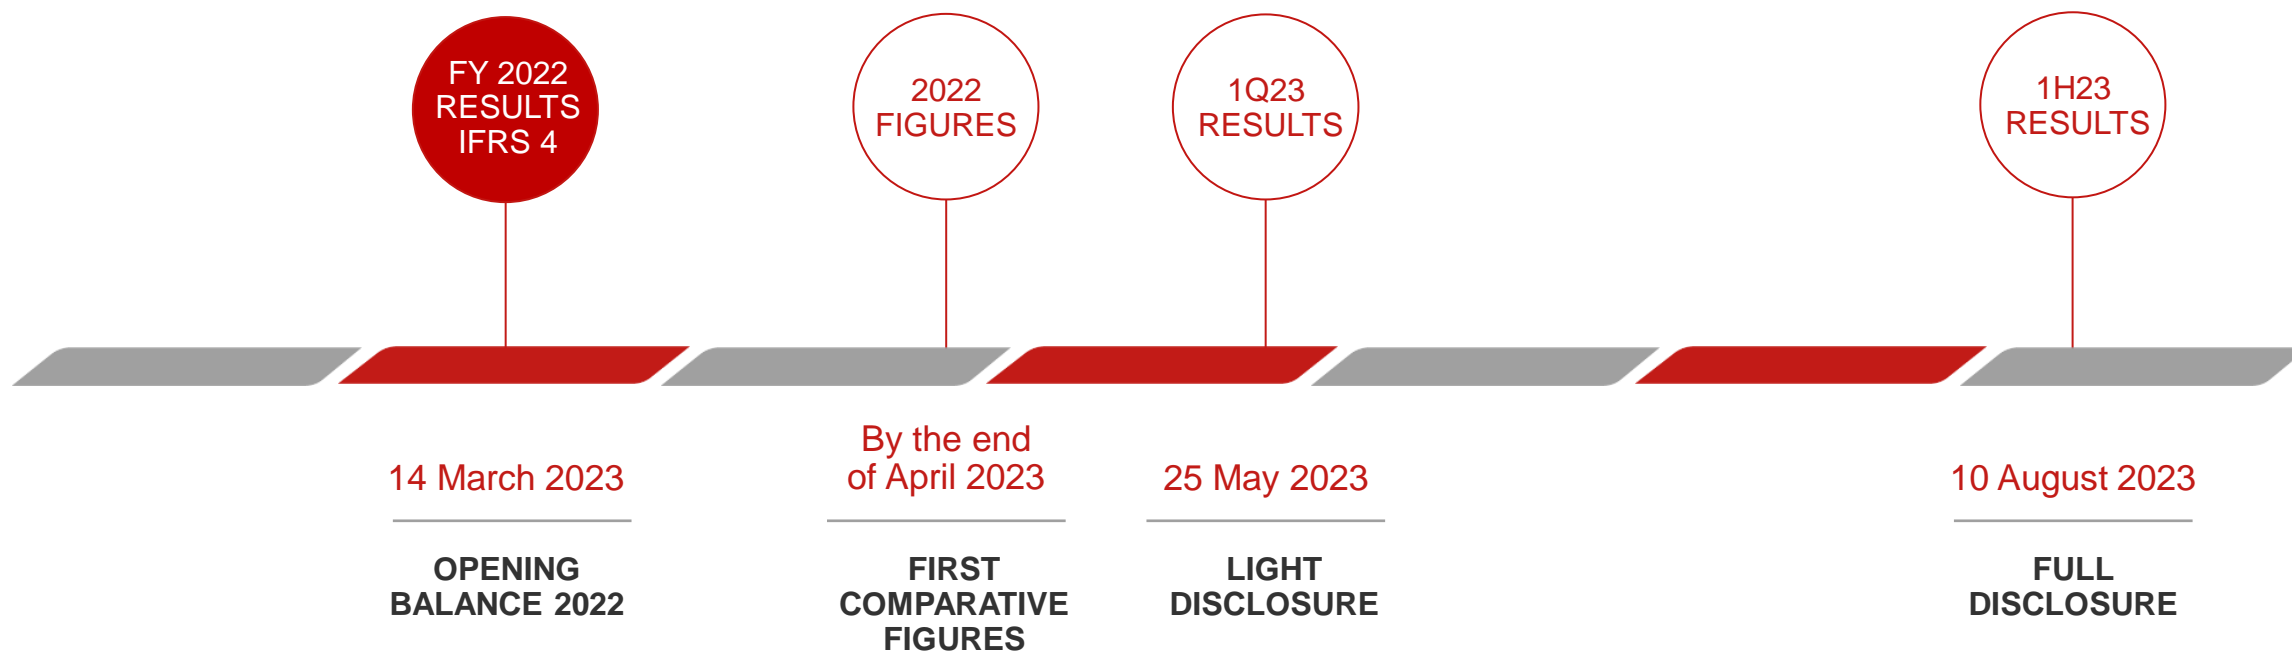 FY 2022
RESULTS
IFRS 4
2022
FIGURES
1Q23
RESULTS
1H23
RESULTS
14 March 2023
By the end
of April 2023
25 May 2023
10 August 2023
OPENING
BALANCE 2022
FIRST
COMPARATIVE
FIGURES
LIGHT
DISCLOSURE
FULL
DISCLOSURE